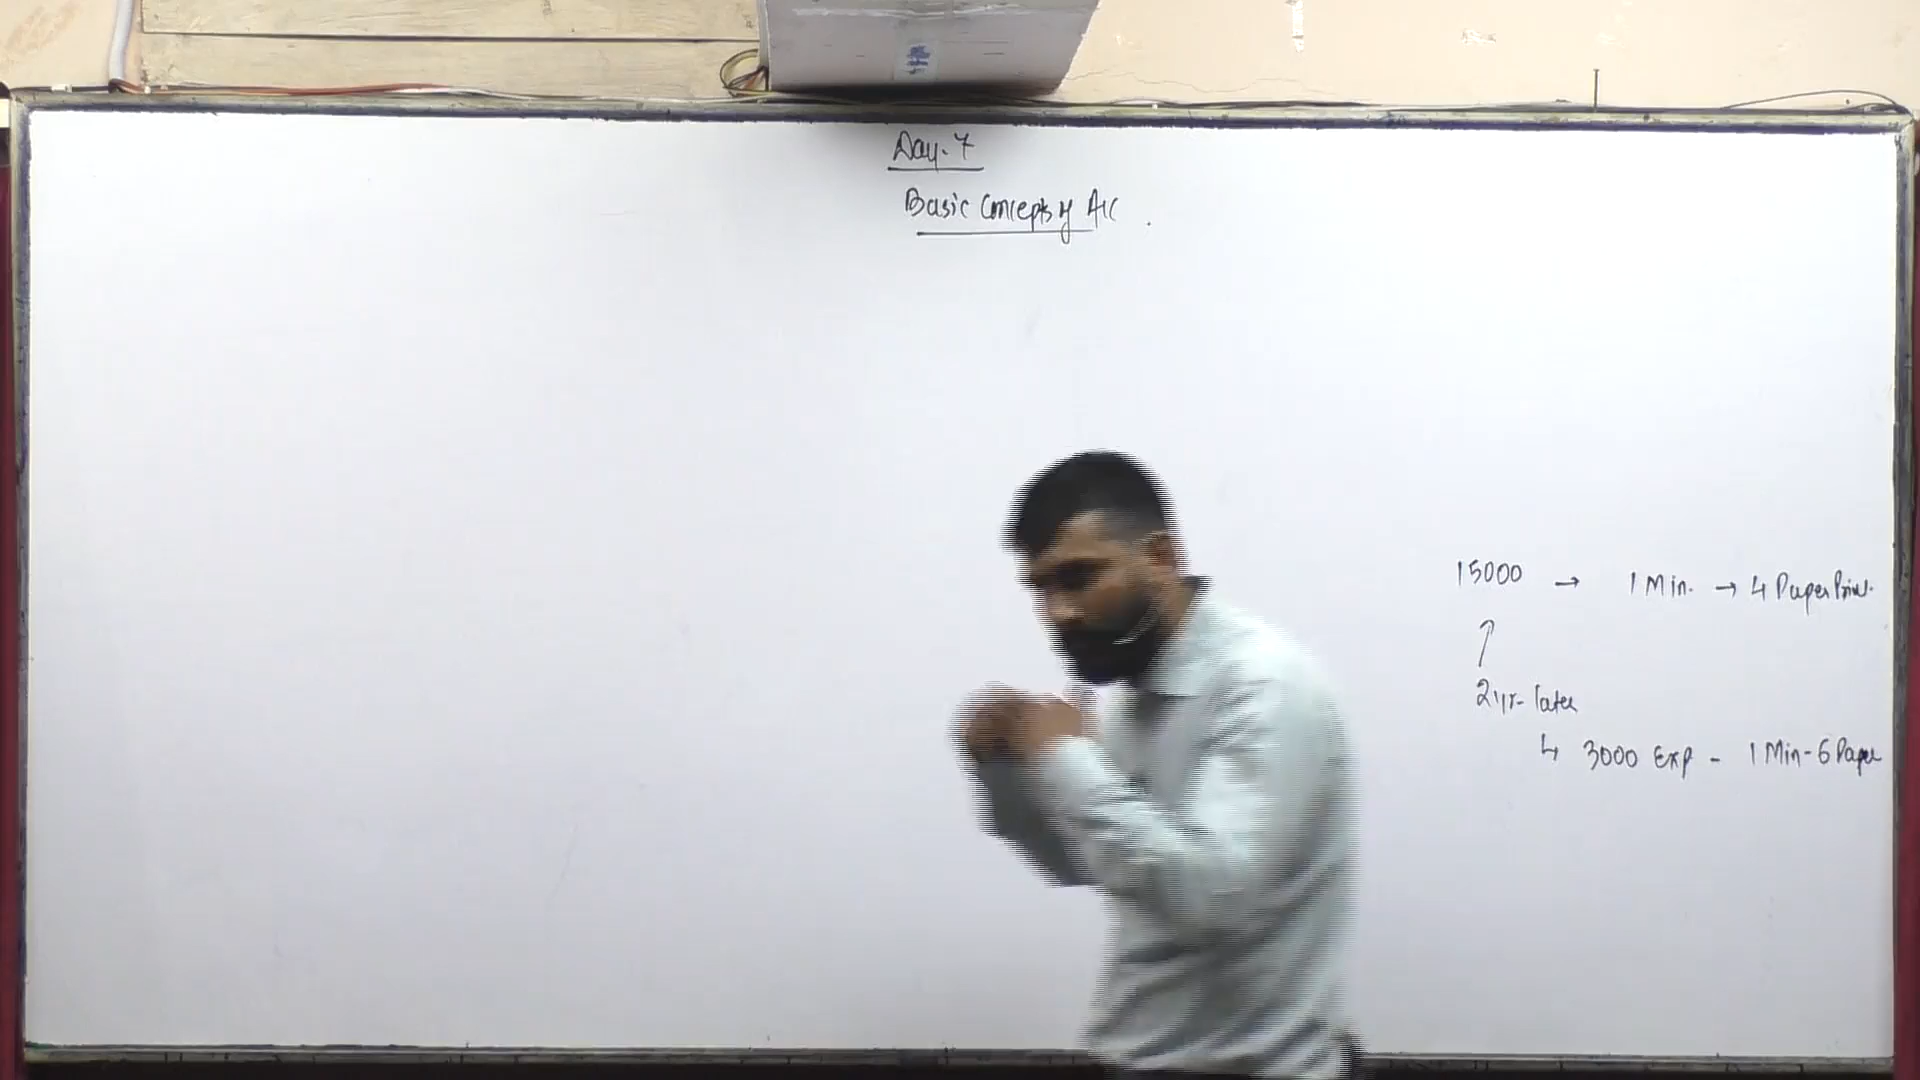 Day. 7
Basic Concepts of A/c
15000 → 1 Min. → 4 Paper Print.
↑
2 yr. later
↳ 3000 Exp - 1 Min - 6 Paper